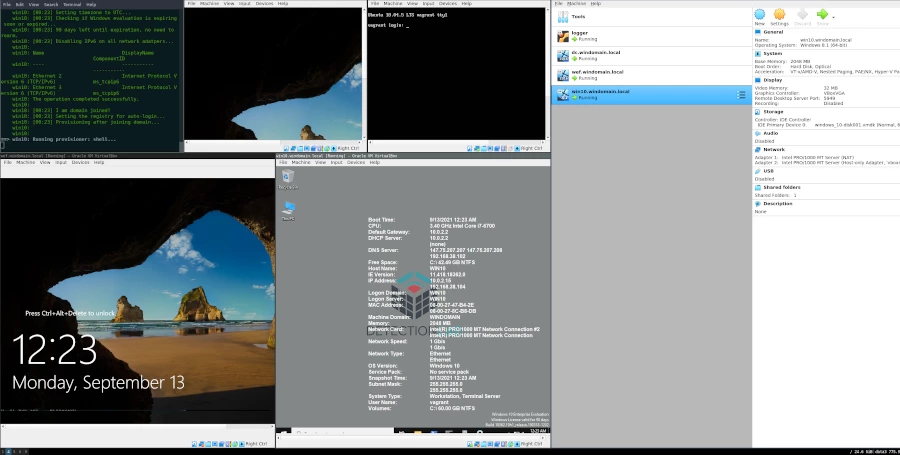 File Edit View Search Terminal Help
win10: [00:23] Setting timezone to UTC...
win10: [00:23] Checking if Windows evaluation is expiring
soon or expired...
win10: [00:23] 90 days left until expiration, no need to
rearm.
win10: [00:23] Disabling IPv6 on all network adapters...
win10:
win10: Name DisplayName
ComponentID
win10: ----
win10: Ethernet 2 Internet Protocol V
ersion 6 (TCP/IPv6) ms_tcpip6
win10: Ethernet 3 Internet Protocol V
ersion 6 (TCP/IPv6) ms_tcpip6
win10: The operation completed successfully.
win10:
win10: [00:23] I am domain joined!
win10: [00:23] Setting the registry for auto-login...
win10: [00:23] Provisioning after joining domain...
win10:
win10:
==> win10: Running provisioner: shell...
File Machine View Input Devices Help
Right Ctrl
File Machine View Input Devices Help
Ubuntu 18.04.5 LTS vagrant tty1
vagrant login: _
Right Ctrl
wef.windomain.local [Running] - Oracle VM VirtualBox
File Machine View Input Devices Help
Press Ctrl+Alt+Delete to unlock.
12:23
Monday, September 13
Right Ctrl
win10.windomain.local [Running] - Oracle VM VirtualBox
File Machine View Input Devices Help
Recycle Bin
Boot Time: 9/13/2021 12:23 AM
CPU: 3.40 GHz Intel Core i7-6700
Default Gateway: 10.0.2.2
DHCP Server: 10.0.2.2
(none)
DNS Server: 147.75.207.207 147.75.207.208
192.168.38.102
Free Space: C:\ 42.49 GB NTFS
Host Name: WIN10
IE Version: 11.418.18362.0
IP Address: 10.0.2.15
192.168.38.104
Logon Domain: WIN10
Logon Server: WIN10
MAC Address: 08-00-27-47-B4-2E
Machine Domain: WINDOMAIN
Memory: 2048 MB
Network Card: Intel(R) PRO/1000 MT Network Connection #2
Intel(R) PRO/1000 MT Network Connection
Network Speed: 1 Gb/s
1 Gb/s
Network Type: Ethernet
Ethernet
OS Version: Windows 10
Service Pack: No service pack
Snapshot Time: 9/13/2021 12:23 AM
Subnet Mask: 255.255.255.0
255.255.255.0
System Type: Workstation, Terminal Server
User Name: vagrant
Volumes: C:\ 60.00 GB NTFS
Windows 10 Enterprise Evaluation
Windows License valid for 90 days
12:23 AM
Right Ctrl
File Machine Help
Tools
logger
Running
dc.windomain.local
Running
wef.windomain.local
Running
win10.windomain.local
Running
New Settings Discard Show
General
Name: win10.windomain.local
Operating System: Windows 8.1 (64-bit)
System
Base Memory: 2048 MB
Boot Order: Hard Disk, Optical
Acceleration: VT-x/AMD-V, Nested Paging, PAE/NX, Hyper-V
Display
Video Memory: 32 MB
Graphics Controller: VBoxVGA
Remote Desktop Server Port: 5949
Recording: Disabled
Storage
Controller: IDE Controller
IDE Primary Device 0: windows_10-disk001.vmdk (Normal,
Audio
Disabled
Network
Adapter 1: Intel PRO/1000 MT Server (NAT)
Adapter 2: Intel PRO/1000 MT Server (Host-only Adapter,
USB
Disabled
Shared folders
Shared Folders: 1
Description
None